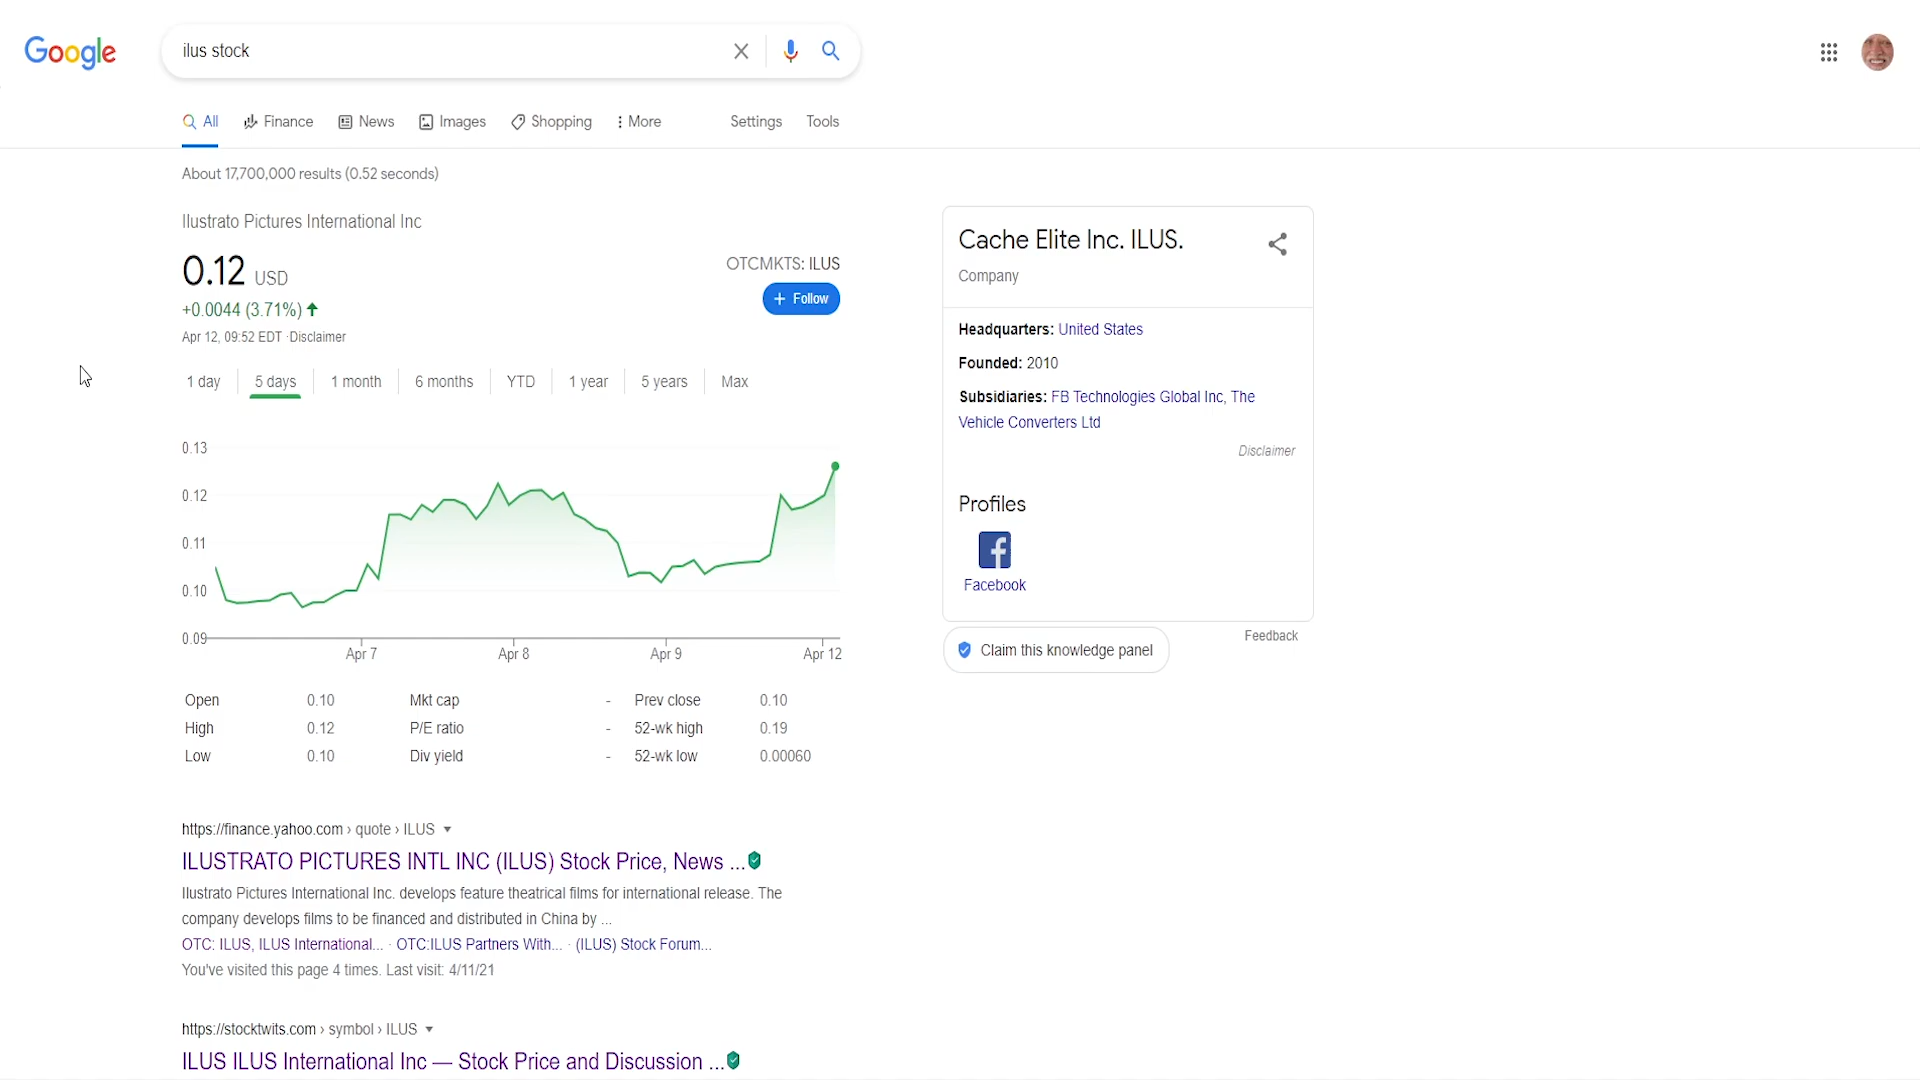 Google
ilus stock
All
Finance
News
Images
Shopping
More
Settings
Tools
About 17,700,000 results (0.52 seconds)
Ilustrato Pictures International Inc
0.12 USD
OTCMKTS: ILUS
+ Follow
+0.0044 (3.71%)
Apr 12, 09:52 EDT ·Disclaimer
1 day
5 days
1 month
6 months
YTD
1 year
5 years
Max
0.13
0.12
0.11
0.10
0.09
Apr 7
Apr 8
Apr 9
Apr 12
Open 0.10 Mkt cap - Prev close 0.10
High 0.12 P/E ratio - 52-wk high 0.19
Low 0.10 Div yield - 52-wk low 0.00060
https://finance.yahoo.com › quote › ILUS
ILUSTRATO PICTURES INTL INC (ILUS) Stock Price, News ...
Ilustrato Pictures International Inc. develops feature theatrical films for international release. The
company develops films to be financed and distributed in China by ...
OTC: ILUS, ILUS International... · OTC:ILUS Partners With... · (ILUS) Stock Forum...
You've visited this page 4 times. Last visit: 4/11/21
https://stocktwits.com › symbol › ILUS
ILUS ILUS International Inc — Stock Price and Discussion ...
Cache Elite Inc. ILUS.
Company
Headquarters: United States
Founded: 2010
Subsidiaries: FB Technologies Global Inc, The
Vehicle Converters Ltd
Disclaimer
Profiles
Facebook
Feedback
Claim this knowledge panel